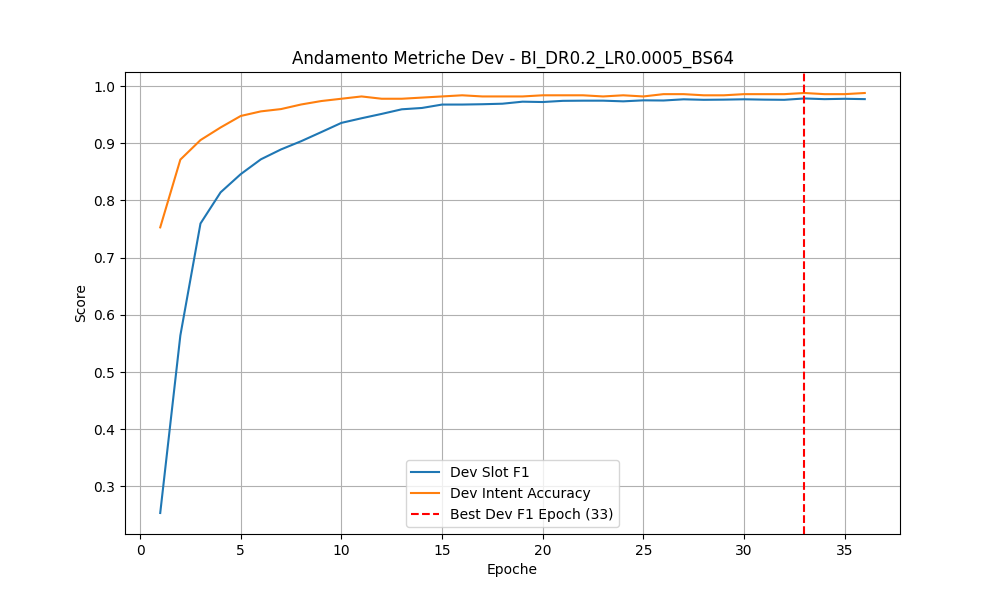 Andamento Metriche Dev - BI_DR0.2_LR0.0005_BS64
1.0
0.9
0.8
0.7
0.6
0.5
0.4
0.3
Score
Dev Slot F1
Dev Intent Accuracy
Best Dev F1 Epoch (33)
0 5 10 15 20 25 30 35
Epoche